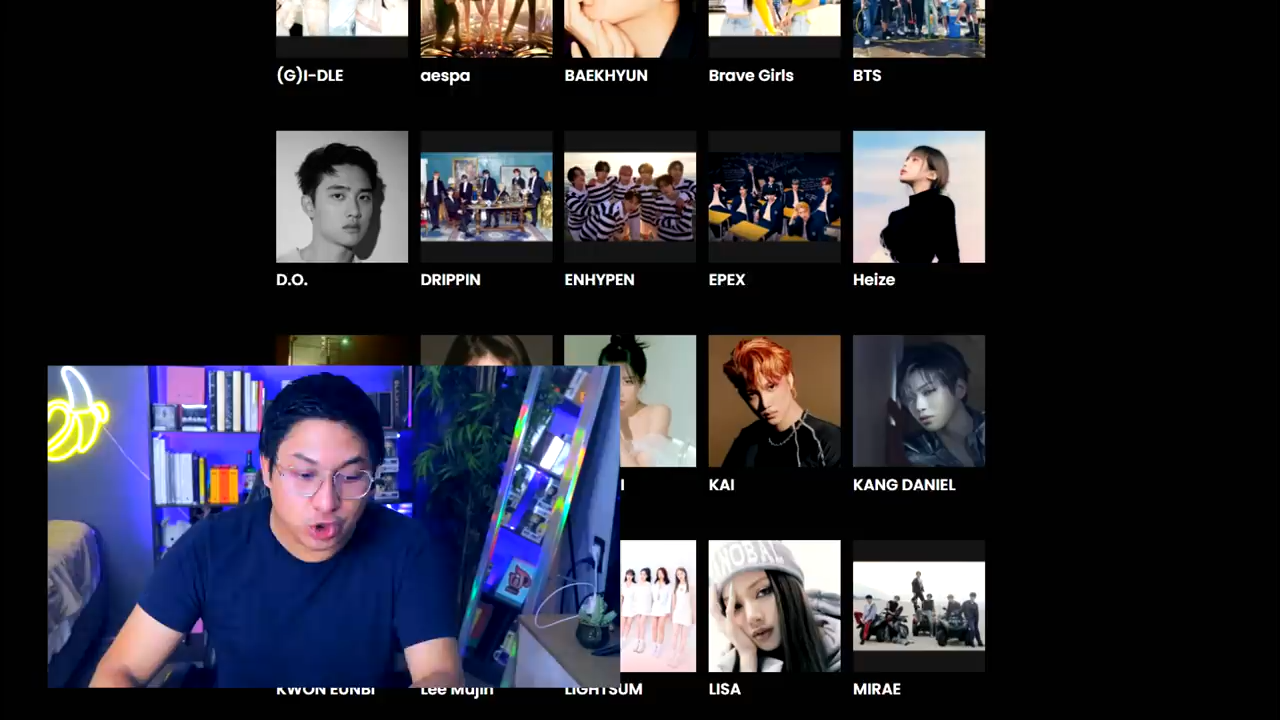 (G)I-DLE
aespa
BAEKHYUN
Brave Girls
BTS
D.O.
DRIPPIN
ENHYPEN
EPEX
Heize
KAI
KANG DANIEL
KWON EUNBI
Lee Mujin
LIGHTSUM
LISA
MIRAE